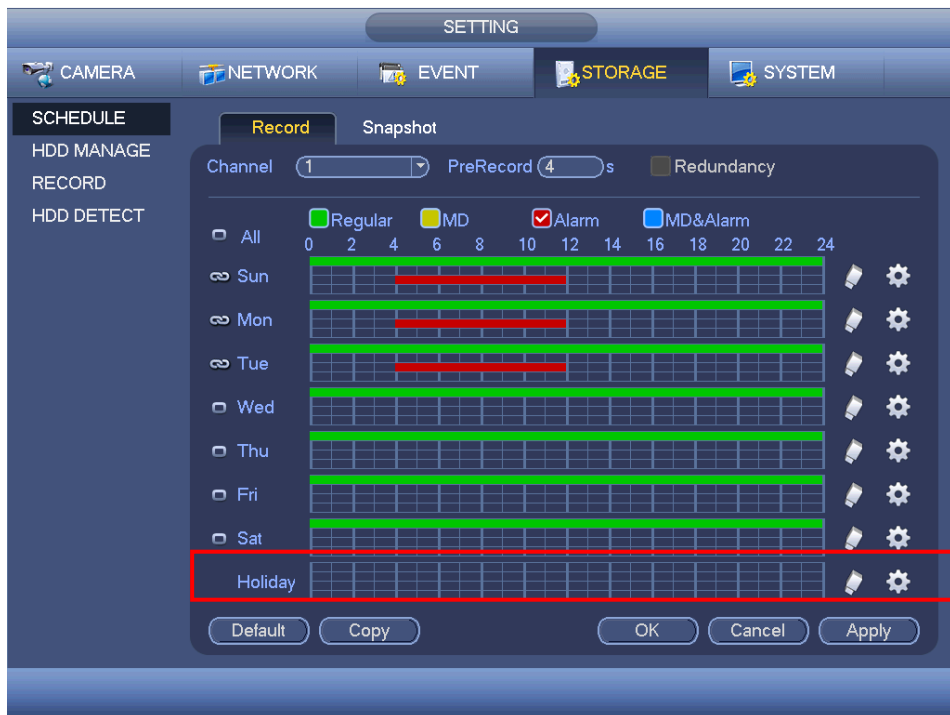 SETTING
CAMERA NETWORK EVENT STORAGE SYSTEM
SCHEDULE
HDD MANAGE
RECORD
HDD DETECT
Record Snapshot
Channel 1 PreRecord 4 s Redundancy
Regular MD Alarm MD&Alarm
All 0 2 4 6 8 10 12 14 16 18 20 22 24
Sun
Mon
Tue
Wed
Thu
Fri
Sat
Holiday
Default Copy OK Cancel Apply